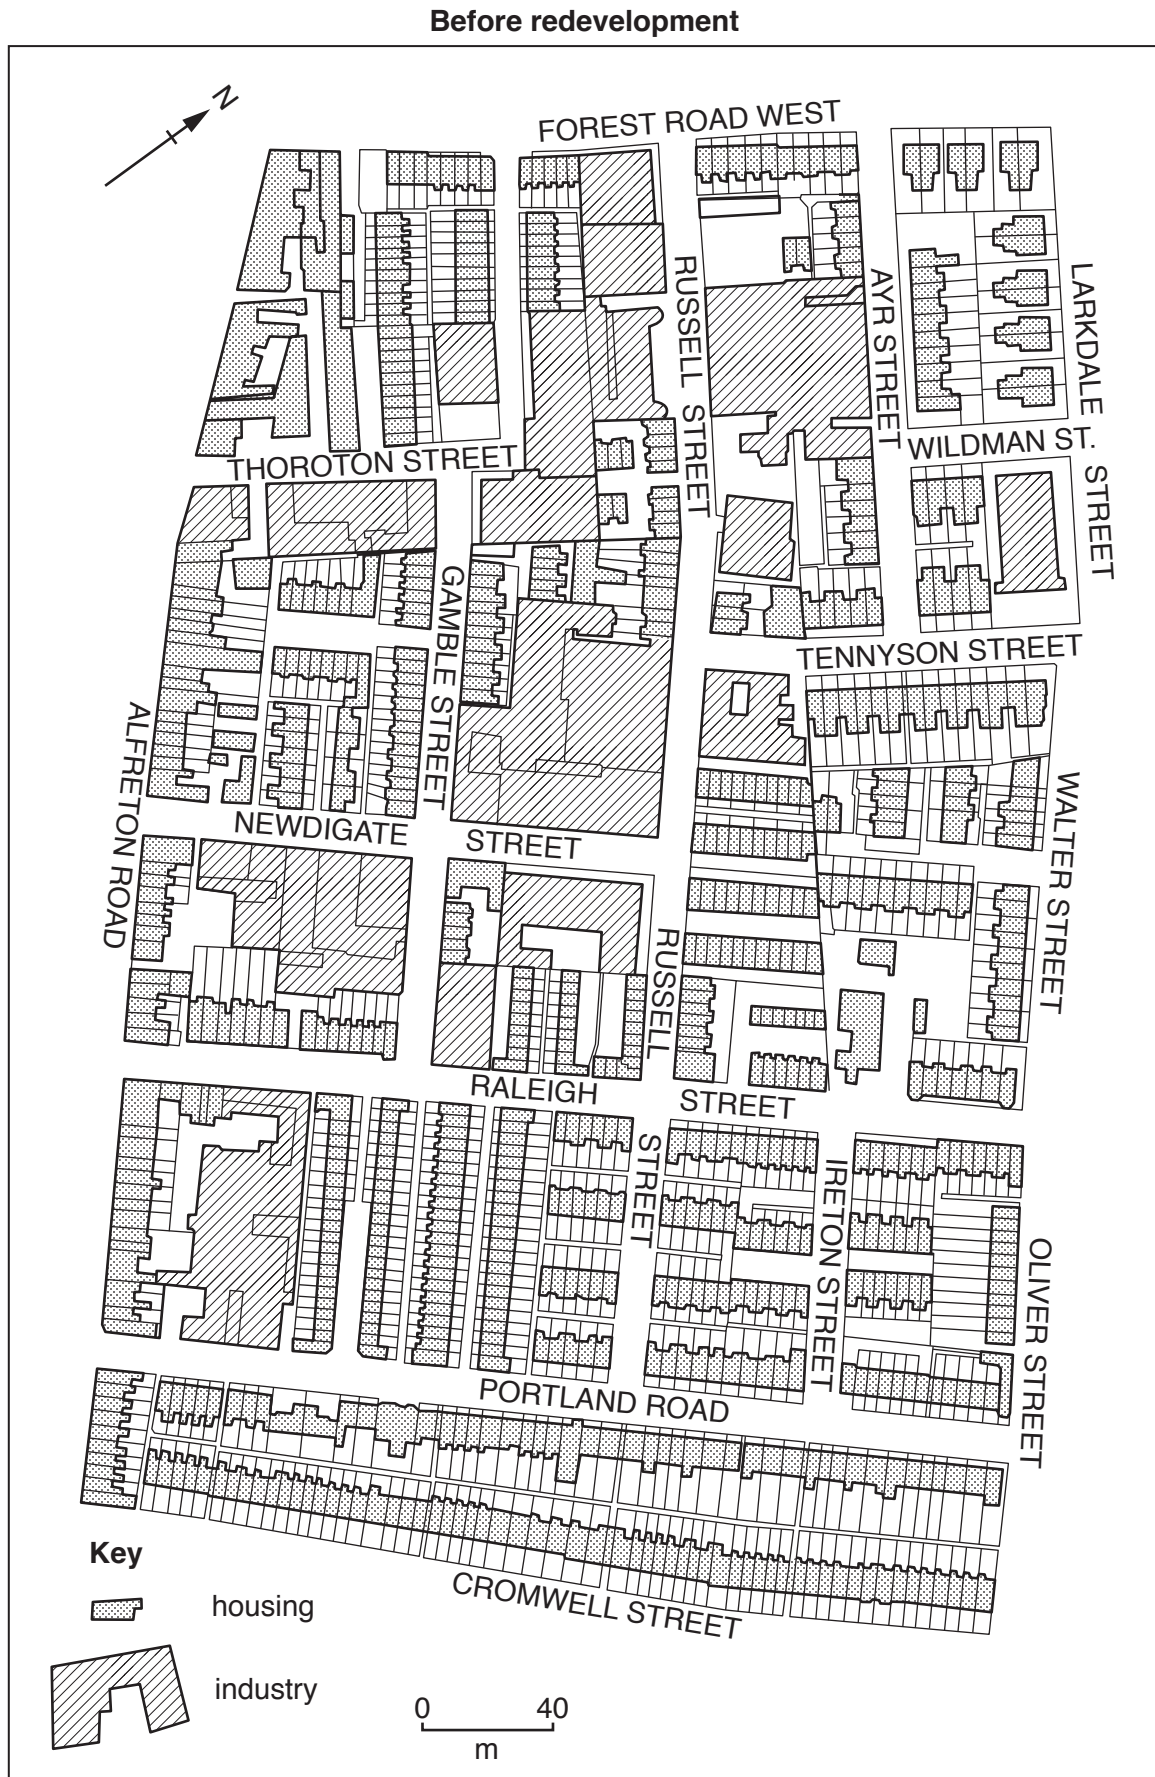 Before redevelopment
N
FOREST ROAD WEST
RUSSELL STREET
AYR STREET
LARKDALE STREET
WILDMAN ST.
THOROTON STREET
GAMBLE STREET
TENNYSON STREET
ALFRETON ROAD
NEWDIGATE STREET
WALTER STREET
RUSSELL STREET
RALEIGH STREET
IRETON STREET
OLIVER STREET
PORTLAND ROAD
CROMWELL STREET
Key
housing
industry
0 40
m